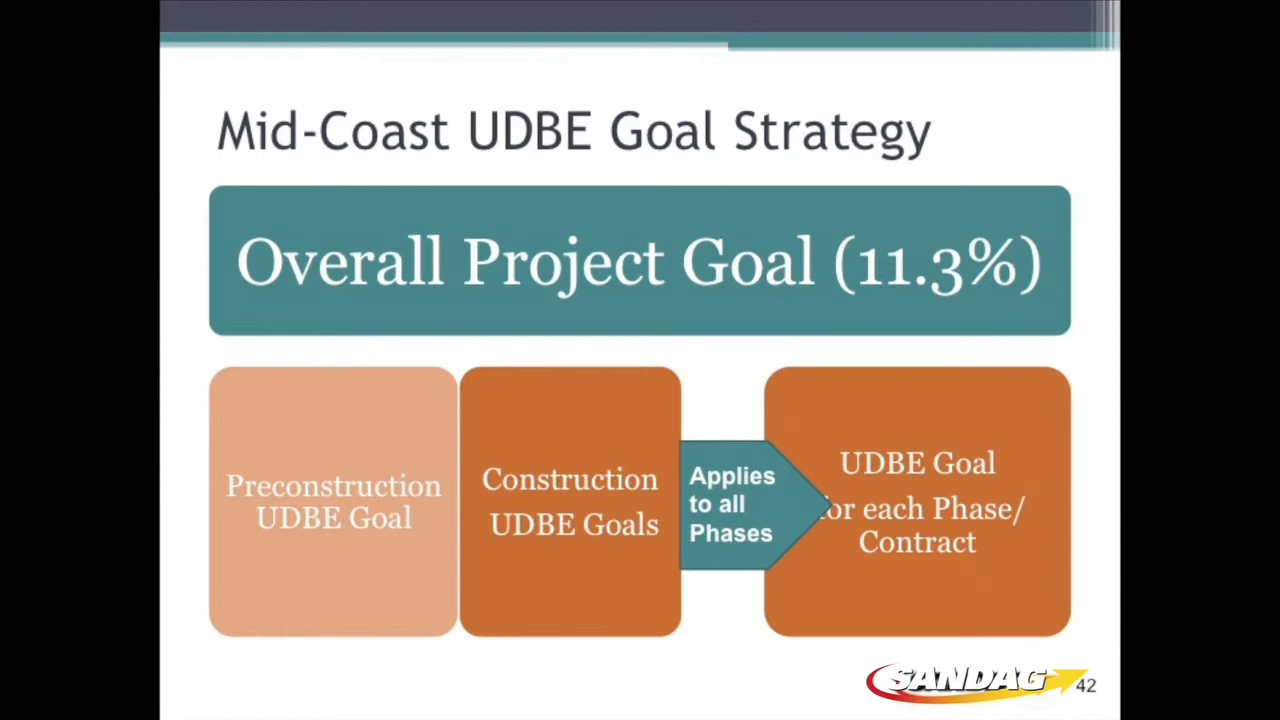 Mid-Coast UDBE Goal Strategy
Overall Project Goal (11.3%)
Preconstruction
UDBE Goal
Construction
UDBE Goals
Applies
to all
Phases
UDBE Goal
or each Phase/
Contract
SANDAG
42